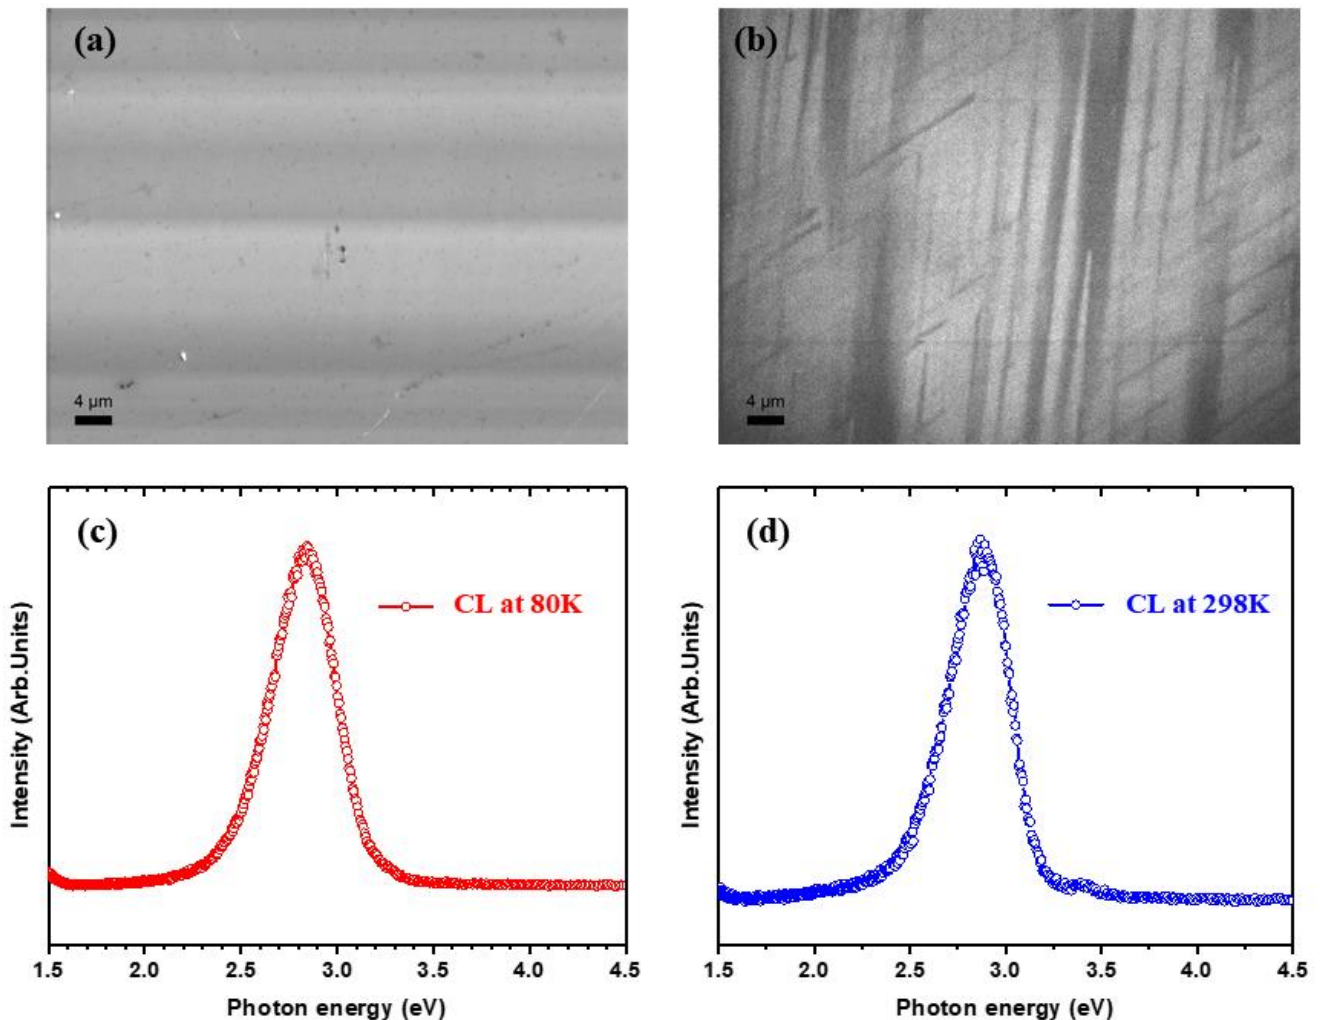 (a)
(b)
4 μm
4 μm
(c)
(d)
CL at 80K
CL at 298K
Intensity (Arb.Units)
Intensity (Arb.Units)
1.5 2.0 2.5 3.0 3.5 4.0 4.5
1.5 2.0 2.5 3.0 3.5 4.0 4.5
Photon energy (eV)
Photon energy (eV)